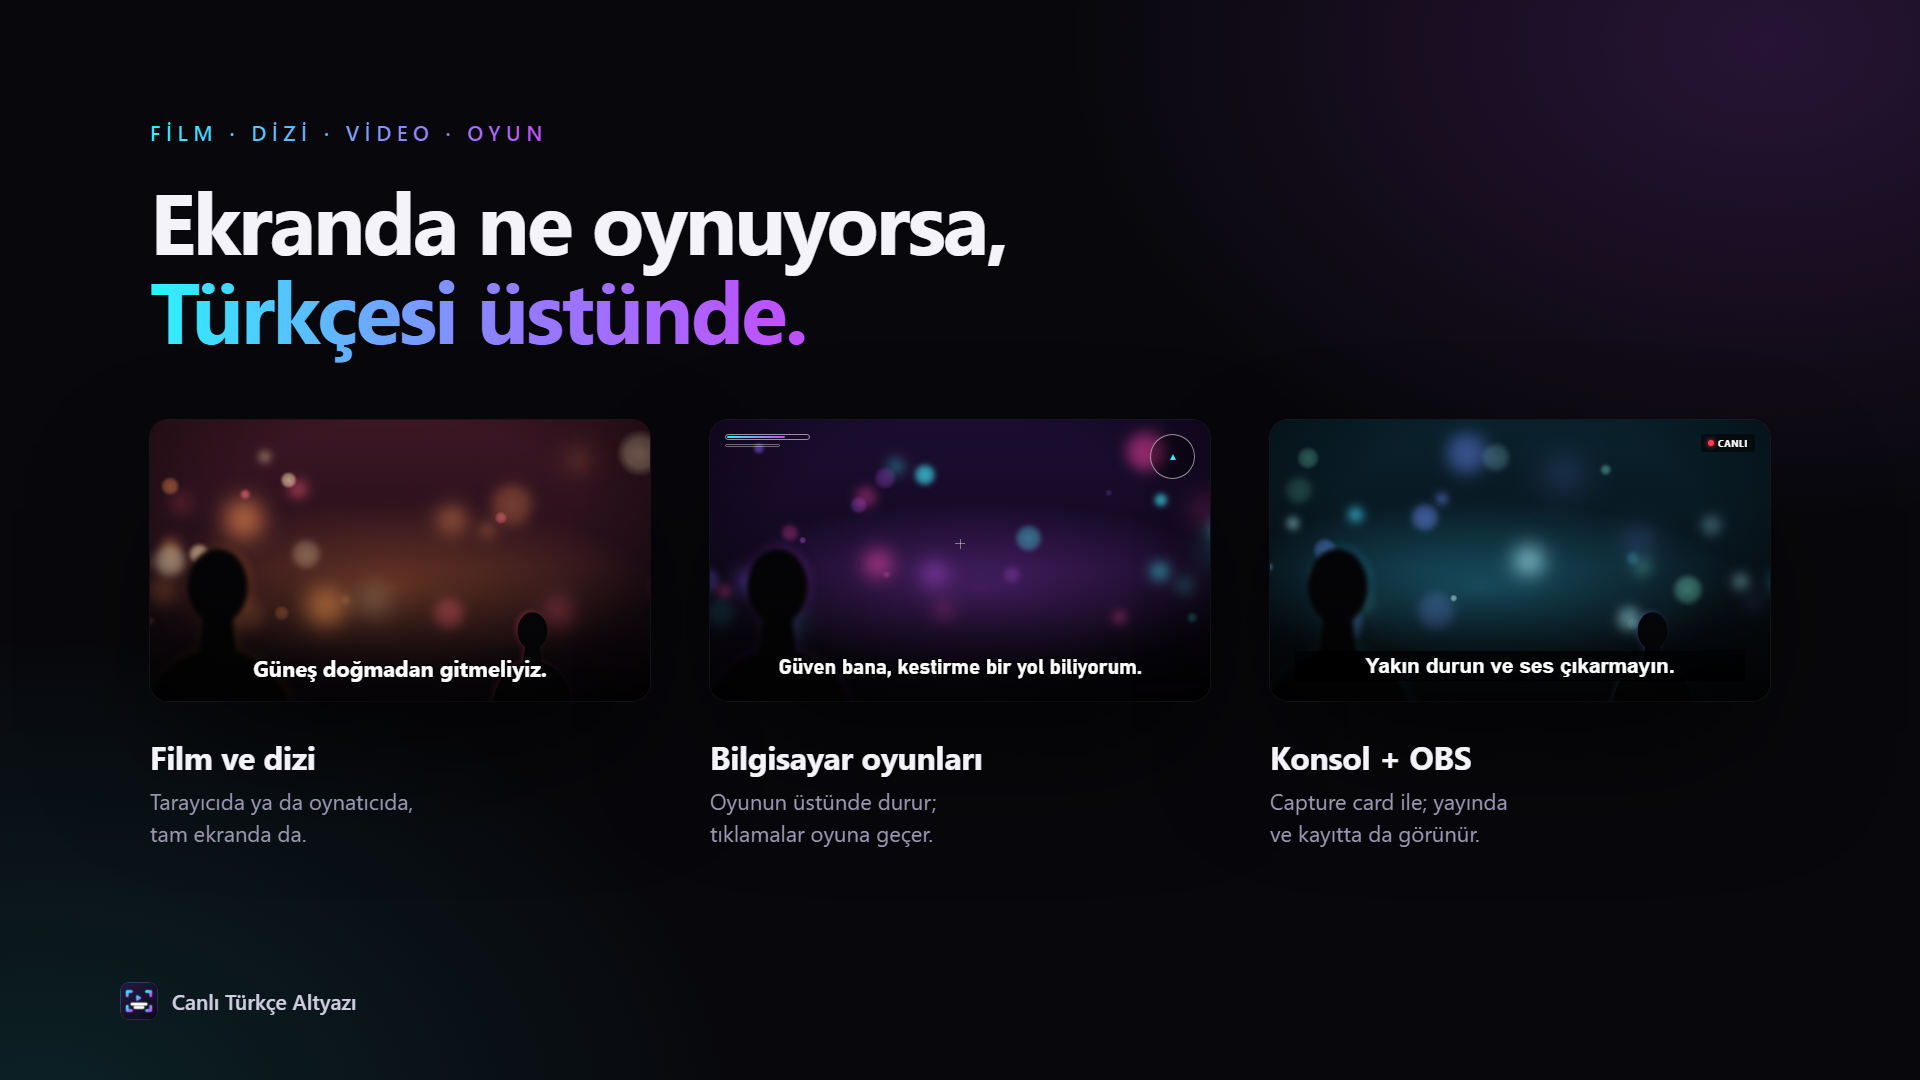 FİLM · DİZİ · VİDEO · OYUN
Ekranda ne oynuyorsa,
Türkçesi üstünde.
Güneş doğmadan gitmeliyiz.
Film ve dizi
Tarayıcıda ya da oynatıcıda,
tam ekranda da.
Güven bana, kestirme bir yol biliyorum.
Bilgisayar oyunları
Oyunun üstünde durur;
tıklamalar oyuna geçer.
CANLI
Yakın durun ve ses çıkarmayın.
Konsol + OBS
Capture card ile; yayında
ve kayıtta da görünür.
Canlı Türkçe Altyazı